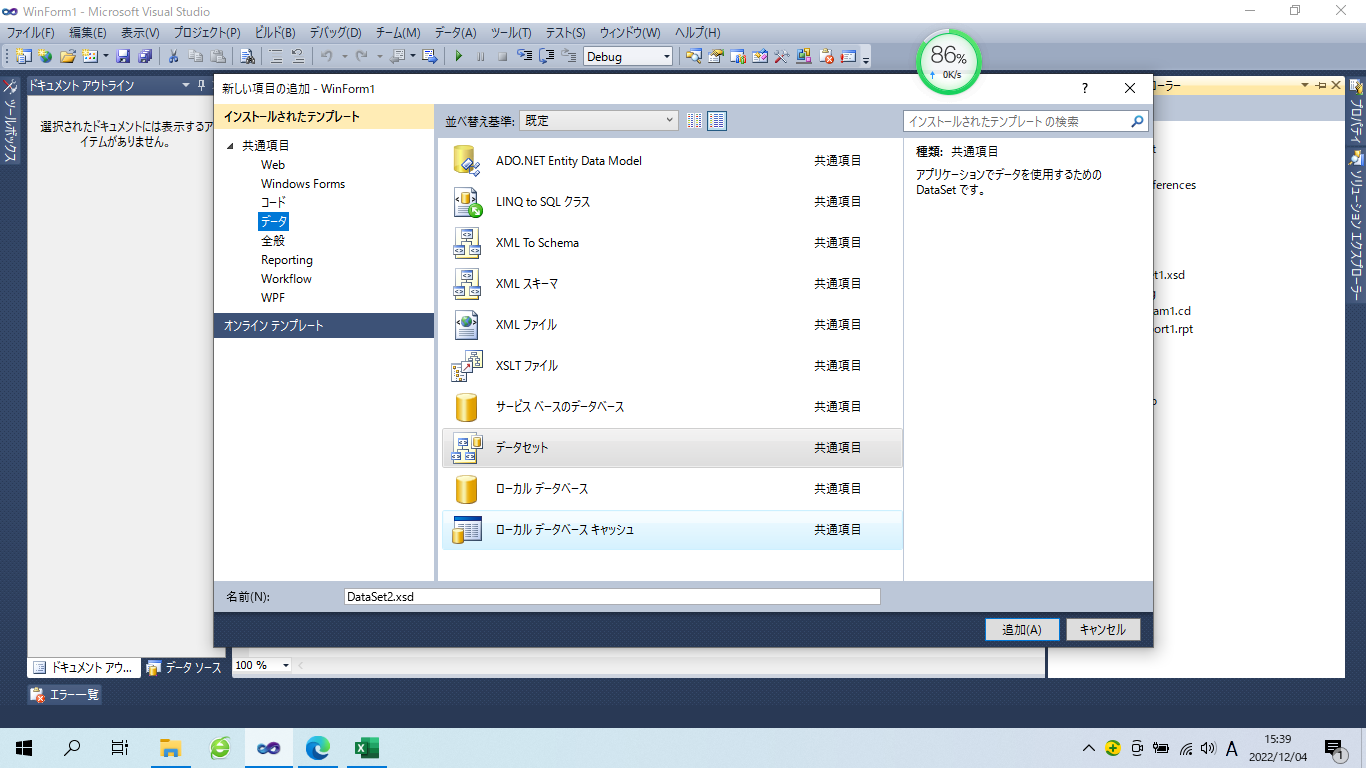 WinForm1 - Microsoft Visual Studio
ファイル(F) 編集(E) 表示(V) プロジェクト(P) ビルド(B) デバッグ(D) チーム(M) データ(A) ツール(T) テスト(S) ウィンドウ(W) ヘルプ(H)
Debug
86%
0K/s
ツールボックス
ドキュメント アウトライン
選択されたドキュメントには表示するア
イテムがありません。
新しい項目の追加 - WinForm1
インストールされたテンプレート
共通項目
Web
Windows Forms
コード
データ
全般
Reporting
Workflow
WPF
オンライン テンプレート
並べ替え基準: 既定
インストールされたテンプレート の検索
ADO.NET Entity Data Model 共通項目
LINQ to SQL クラス 共通項目
XML To Schema 共通項目
XML スキーマ 共通項目
XML ファイル 共通項目
XSLT ファイル 共通項目
サービス ベースのデータベース 共通項目
データセット 共通項目
ローカル データベース 共通項目
ローカル データベース キャッシュ 共通項目
種類: 共通項目
アプリケーションでデータを使用するための
DataSet です。
名前(N): DataSet2.xsd
追加(A) キャンセル
ーラー
t
ferences
t1.xsd
am1.cd
ort1.rpt
プロパティ
ソリューション エクスプローラー
ドキュメント アウ... データ ソース
100 %
エラー一覧
A
15:39
2022/12/04
1